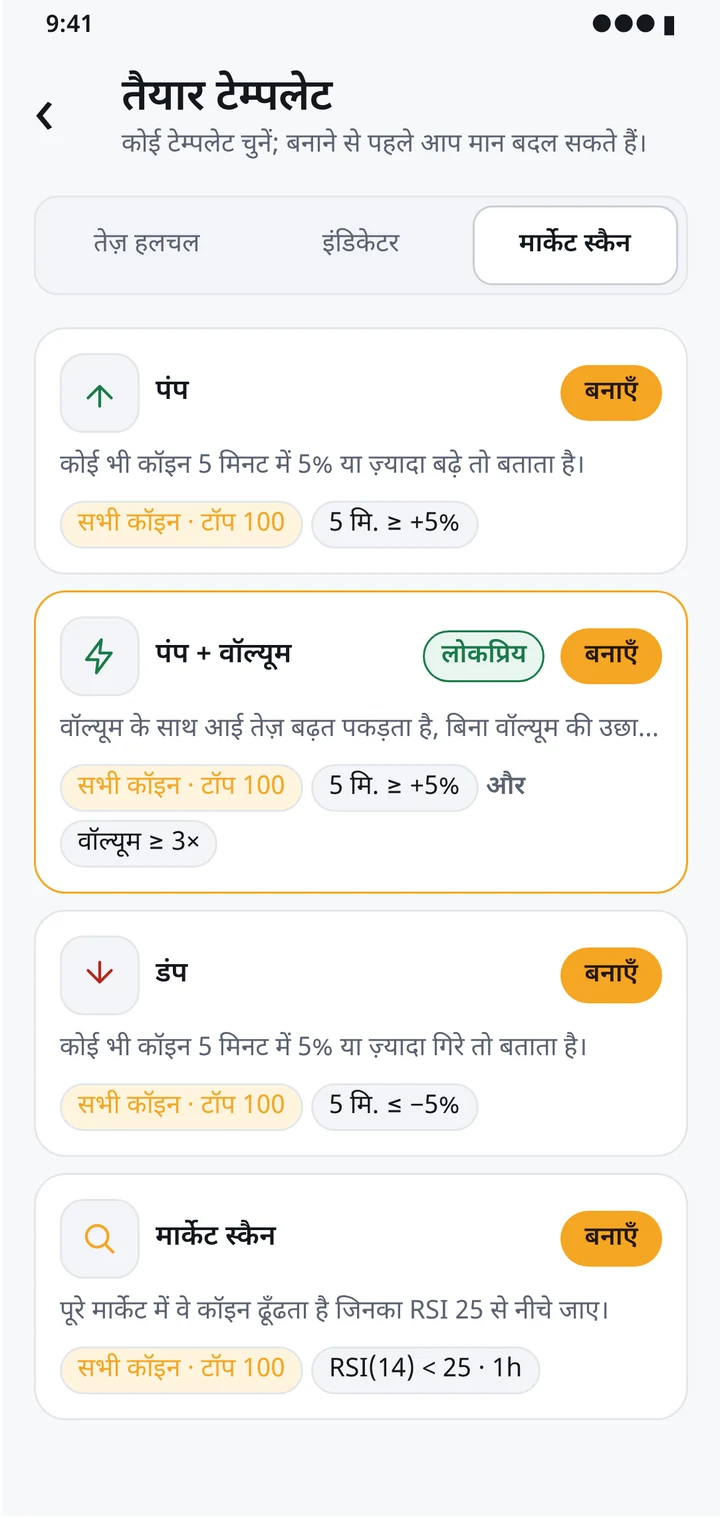 9:41
तैयार टेम्पलेट
कोई टेम्पलेट चुनें; बनाने से पहले आप मान बदल सकते हैं।
तेज़ हलचल
इंडिकेटर
मार्केट स्कैन
पंप
बनाएँ
कोई भी कॉइन 5 मिनट में 5% या ज़्यादा बढ़े तो बताता है।
सभी कॉइन · टॉप 100
5 मि. ≥ +5%
पंप + वॉल्यूम
लोकप्रिय
बनाएँ
वॉल्यूम के साथ आई तेज़ बढ़त पकड़ता है, बिना वॉल्यूम की उछा...
सभी कॉइन · टॉप 100
5 मि. ≥ +5%
और
वॉल्यूम ≥ 3×
डंप
बनाएँ
कोई भी कॉइन 5 मिनट में 5% या ज़्यादा गिरे तो बताता है।
सभी कॉइन · टॉप 100
5 मि. ≤ −5%
मार्केट स्कैन
बनाएँ
पूरे मार्केट में वे कॉइन ढूँढता है जिनका RSI 25 से नीचे जाए।
सभी कॉइन · टॉप 100
RSI(14) < 25 · 1h